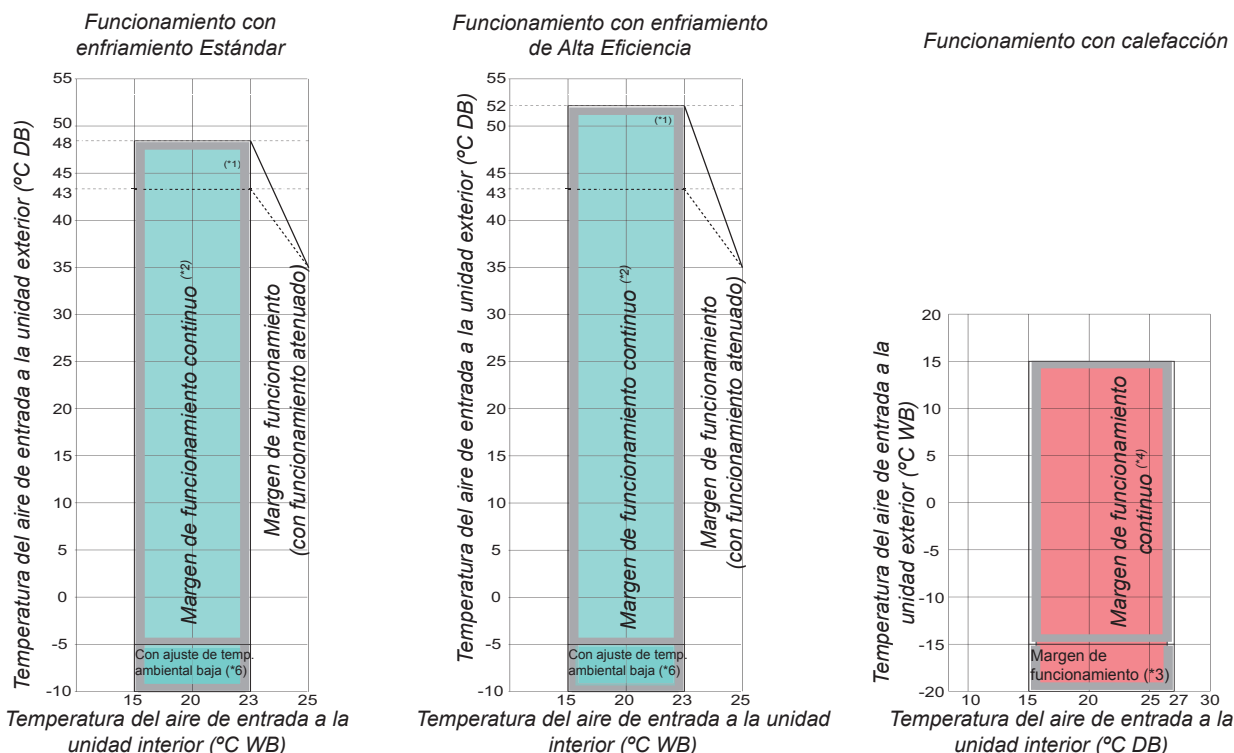 Funcionamiento con
enfriamiento Estándar
Temperatura del aire de entrada a la unidad exterior (ºC DB)
55
50
48
45
43
40
35
30
25
20
15
10
5
0
-5
-10
(*1)
Margen de funcionamiento continuo (*2)
Margen de funcionamiento
(con funcionamiento atenuado)
Con ajuste de temp.
ambiental baja (*6)
15
20
23
25
Temperatura del aire de entrada a la
unidad interior (ºC WB)
Funcionamiento con enfriamiento
de Alta Eficiencia
Temperatura del aire de entrada a la unidad exterior (ºC DB)
55
52
50
45
43
40
35
30
25
20
15
10
5
0
-5
-10
(*1)
Margen de funcionamiento continuo (*2)
Margen de funcionamiento
(con funcionamiento atenuado)
Con ajuste de temp.
ambiental baja (*6)
15
20
23
25
Temperatura del aire de entrada a la unidad
interior (ºC WB)
Funcionamiento con calefacción
Temperatura del aire de entrada a la
unidad exterior (ºC WB)
20
15
10
5
0
-5
-10
-15
-20
Margen de funcionamiento
continuo (*4)
Margen de
funcionamiento (*3)
10
15
20
25
27
30
Temperatura del aire de entrada a la
unidad interior (ºC DB)